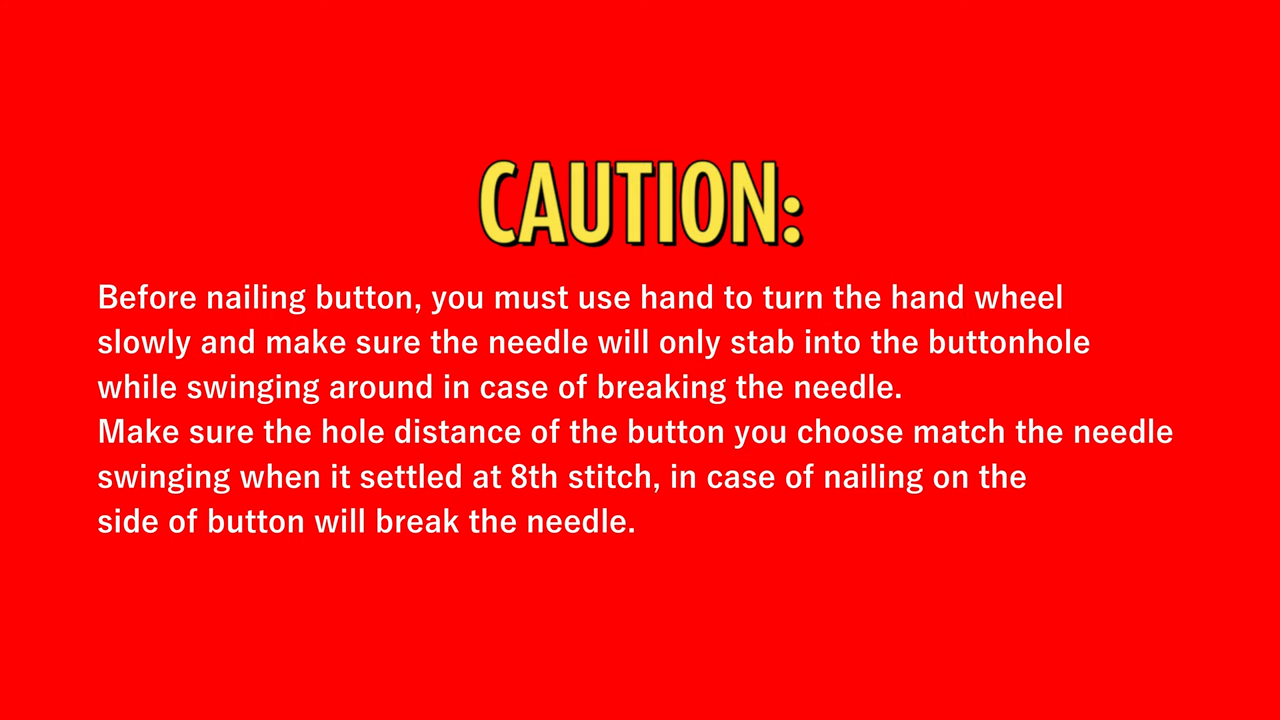 CAUTION:
Before nailing button, you must use hand to turn the hand wheel
slowly and make sure the needle will only stab into the buttonhole
while swinging around in case of breaking the needle.
Make sure the hole distance of the button you choose match the needle
swinging when it settled at 8th stitch, in case of nailing on the
side of button will break the needle.